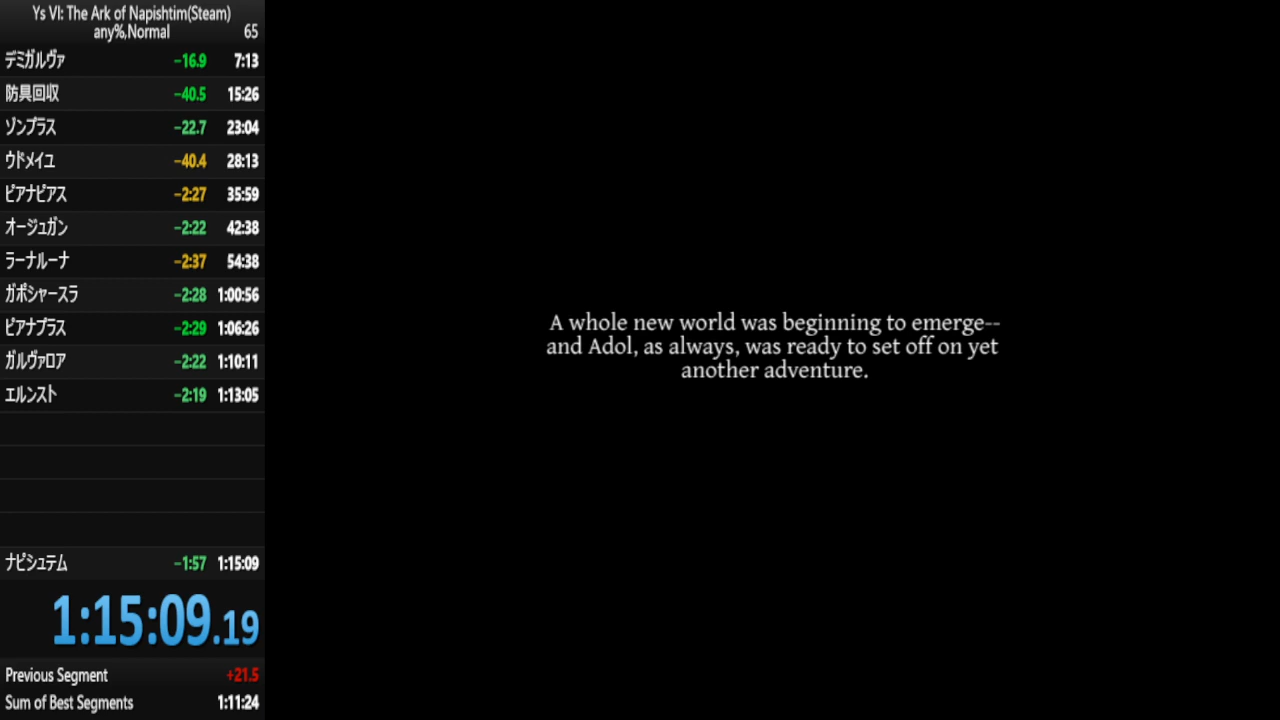 Ys VI: The Ark of Napishtim(Steam)
any%,Normal 65
デミガルヴァ -16.9 7:13
防具回収 -40.5 15:26
ゾンプラス -22.7 23:04
ウドメイユ -40.4 28:13
ピアナピアス -2:27 35:59
オージュガン -2:22 42:38
ラーナルーナ -2:37 54:38
ガポシャースラ -2:28 1:00:56
ピアナプラス -2:29 1:06:26
ガルヴァロア -2:22 1:10:11
エルンスト -2:19 1:13:05
ナピシュテム -1:57 1:15:09
1:15:09.19
Previous Segment +21.5
Sum of Best Segments 1:11:24
A whole new world was beginning to emerge--
and Adol, as always, was ready to set off on yet
another adventure.